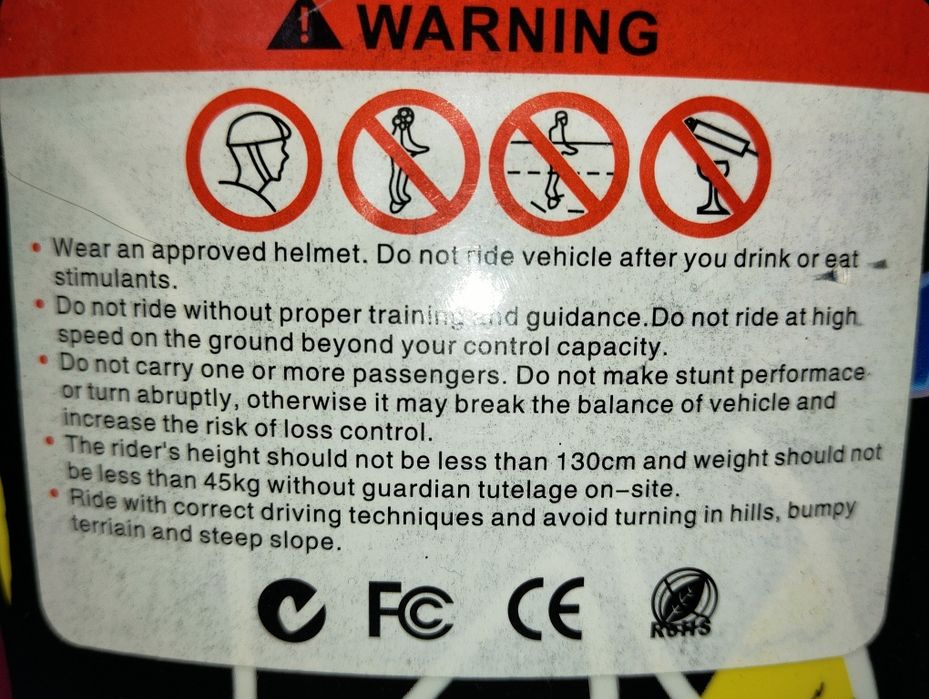 WARNING
• Wear an approved helmet. Do not ride vehicle after you drink or eat
stimulants.
• Do not ride without proper training and guidance.Do not ride at high
speed on the ground beyond your control capacity.
• Do not carry one or more passengers. Do not make stunt performace
or turn abruptly, otherwise it may break the balance of vehicle and
increase the risk of loss control.
• The rider's height should not be less than 130cm and weight should not
be less than 45kg without guardian tutelage on-site.
• Ride with correct driving techniques and avoid turning in hills, bumpy
terriain and steep slope.
FC CE RoHS